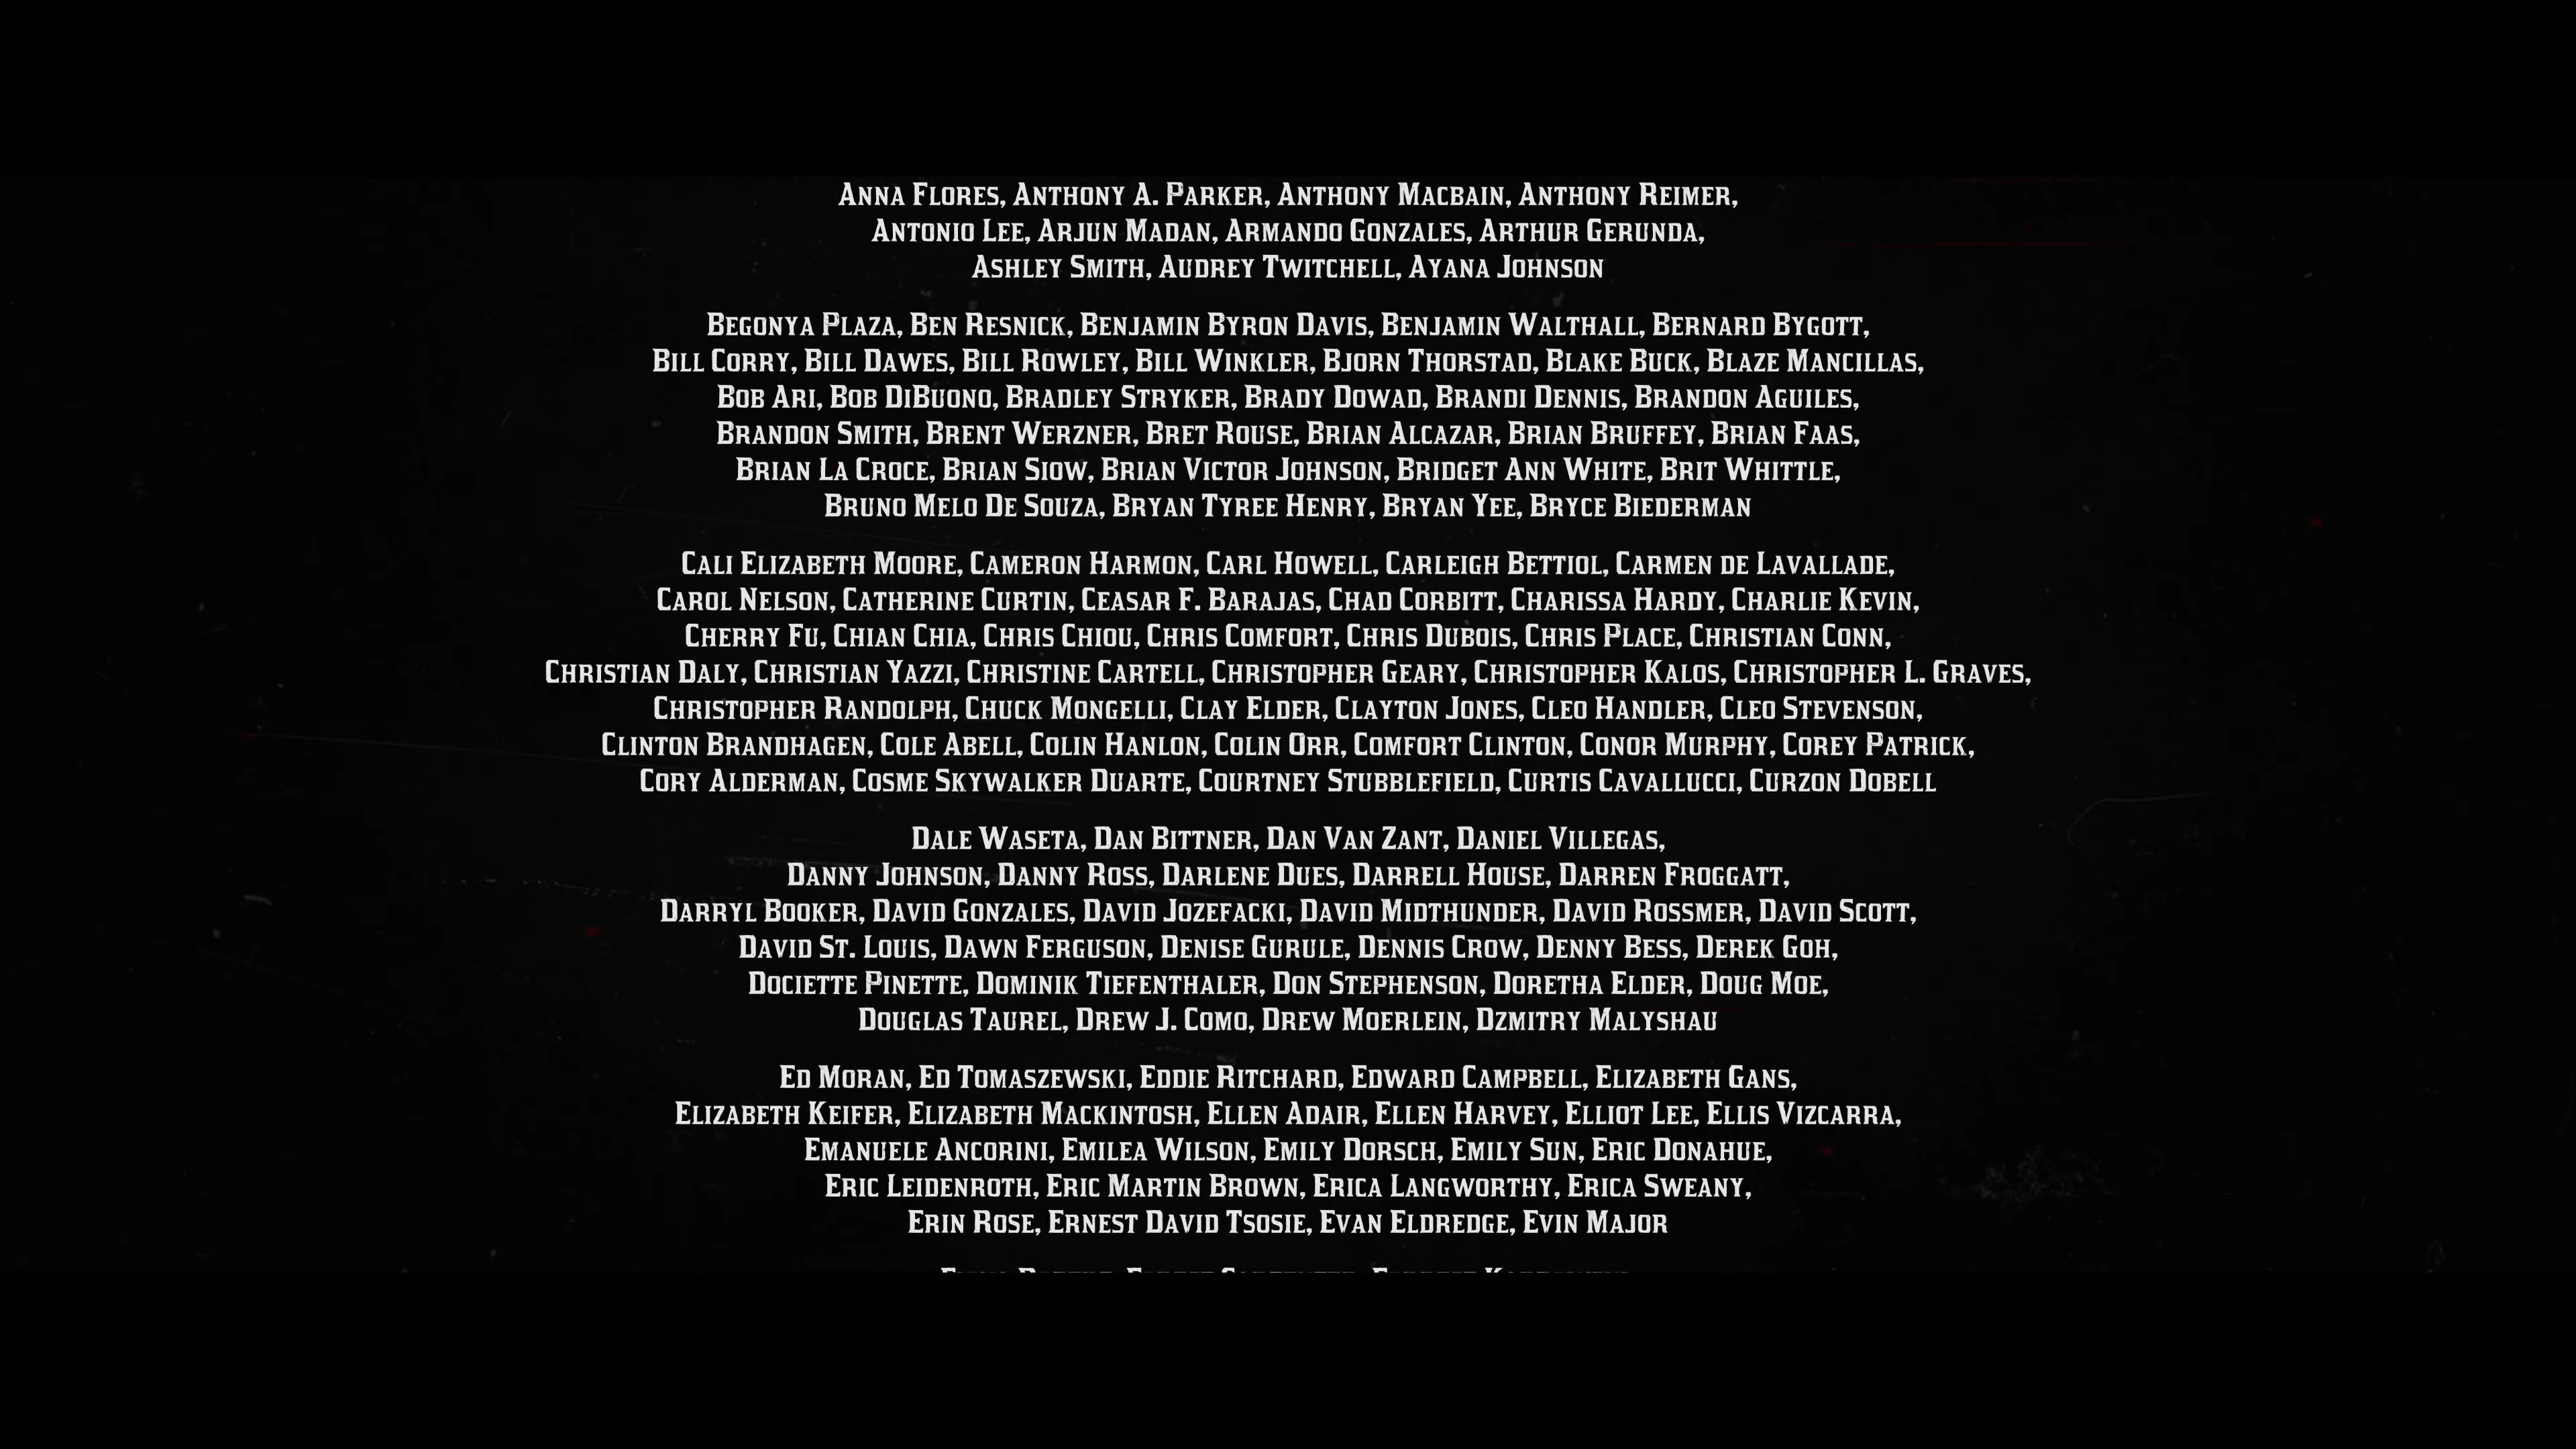 Anna Flores, Anthony A. Parker, Anthony Macbain, Anthony Reimer,
Antonio Lee, Arjun Madan, Armando Gonzales, Arthur Gerunda,
Ashley Smith, Audrey Twitchell, Ayana Johnson
Begonya Plaza, Ben Resnick, Benjamin Byron Davis, Benjamin Walthall, Bernard Bygott,
Bill Corry, Bill Dawes, Bill Rowley, Bill Winkler, Bjorn Thorstad, Blake Buck, Blaze Mancillas,
Bob Ari, Bob DiBuono, Bradley Stryker, Brady Dowad, Brandi Dennis, Brandon Aguiles,
Brandon Smith, Brent Werzner, Bret Rouse, Brian Alcazar, Brian Bruffey, Brian Faas,
Brian La Croce, Brian Siow, Brian Victor Johnson, Bridget Ann White, Brit Whittle,
Bruno Melo De Souza, Bryan Tyree Henry, Bryan Yee, Bryce Biederman
Cali Elizabeth Moore, Cameron Harmon, Carl Howell, Carleigh Bettiol, Carmen de Lavallade,
Carol Nelson, Catherine Curtin, Ceasar F. Barajas, Chad Corbitt, Charissa Hardy, Charlie Kevin,
Cherry Fu, Chian Chia, Chris Chiou, Chris Comfort, Chris Dubois, Chris Place, Christian Conn,
Christian Daly, Christian Yazzi, Christine Cartell, Christopher Geary, Christopher Kalos, Christopher L. Graves,
Christopher Randolph, Chuck Mongelli, Clay Elder, Clayton Jones, Cleo Handler, Cleo Stevenson,
Clinton Brandhagen, Cole Abell, Colin Hanlon, Colin Orr, Comfort Clinton, Conor Murphy, Corey Patrick,
Cory Alderman, Cosme Skywalker Duarte, Courtney Stubblefield, Curtis Cavallucci, Curzon Dobell
Dale Waseta, Dan Bittner, Dan Van Zant, Daniel Villegas,
Danny Johnson, Danny Ross, Darlene Dues, Darrell House, Darren Froggatt,
Darryl Booker, David Gonzales, David Jozefacki, David Midthunder, David Rossmer, David Scott,
David St. Louis, Dawn Ferguson, Denise Gurule, Dennis Crow, Denny Bess, Derek Goh,
Dociette Pinette, Dominik Tiefenthaler, Don Stephenson, Doretha Elder, Doug Moe,
Douglas Taurel, Drew J. Como, Drew Moerlein, Dzmitry Malyshau
Ed Moran, Ed Tomaszewski, Eddie Ritchard, Edward Campbell, Elizabeth Gans,
Elizabeth Keifer, Elizabeth Mackintosh, Ellen Adair, Ellen Harvey, Elliot Lee, Ellis Vizcarra,
Emanuele Ancorini, Emilea Wilson, Emily Dorsch, Emily Sun, Eric Donahue,
Eric Leidenroth, Eric Martin Brown, Erica Langworthy, Erica Sweany,
Erin Rose, Ernest David Tsosie, Evan Eldredge, Evin Major